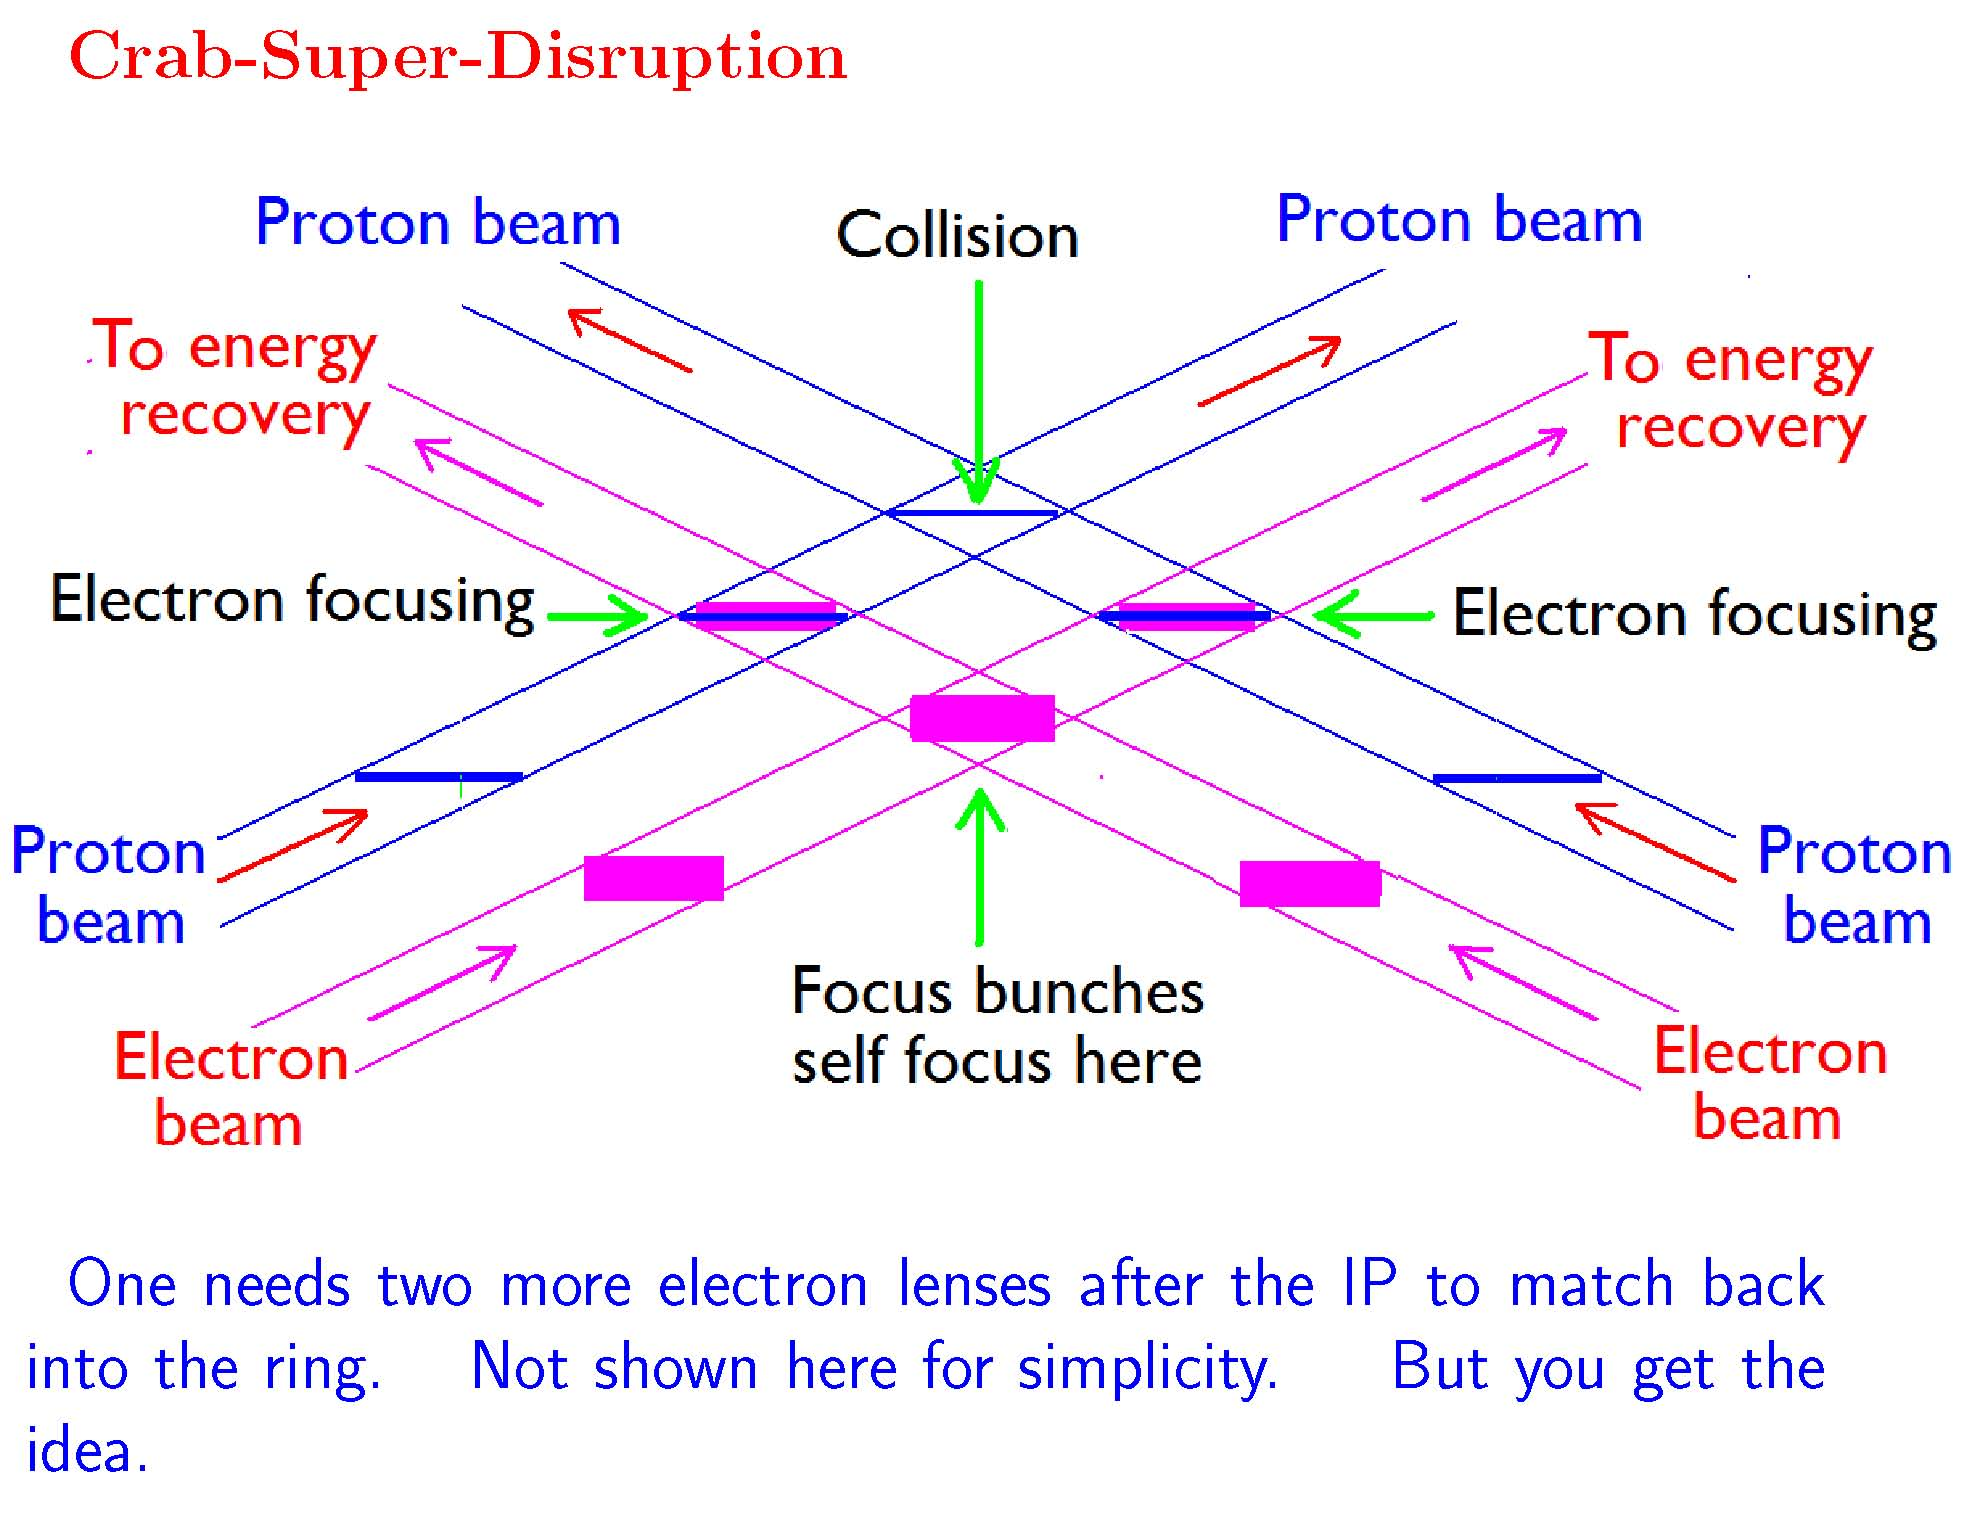 Crab-Super-Disruption
Proton beam
Collision
Proton beam
To energy
recovery
To energy
recovery
Electron focusing
Electron focusing
Proton
beam
Proton
beam
Focus bunches
self focus here
Electron
beam
Electron
beam
One needs two more electron lenses after the IP to match back
into the ring. Not shown here for simplicity. But you get the
idea.